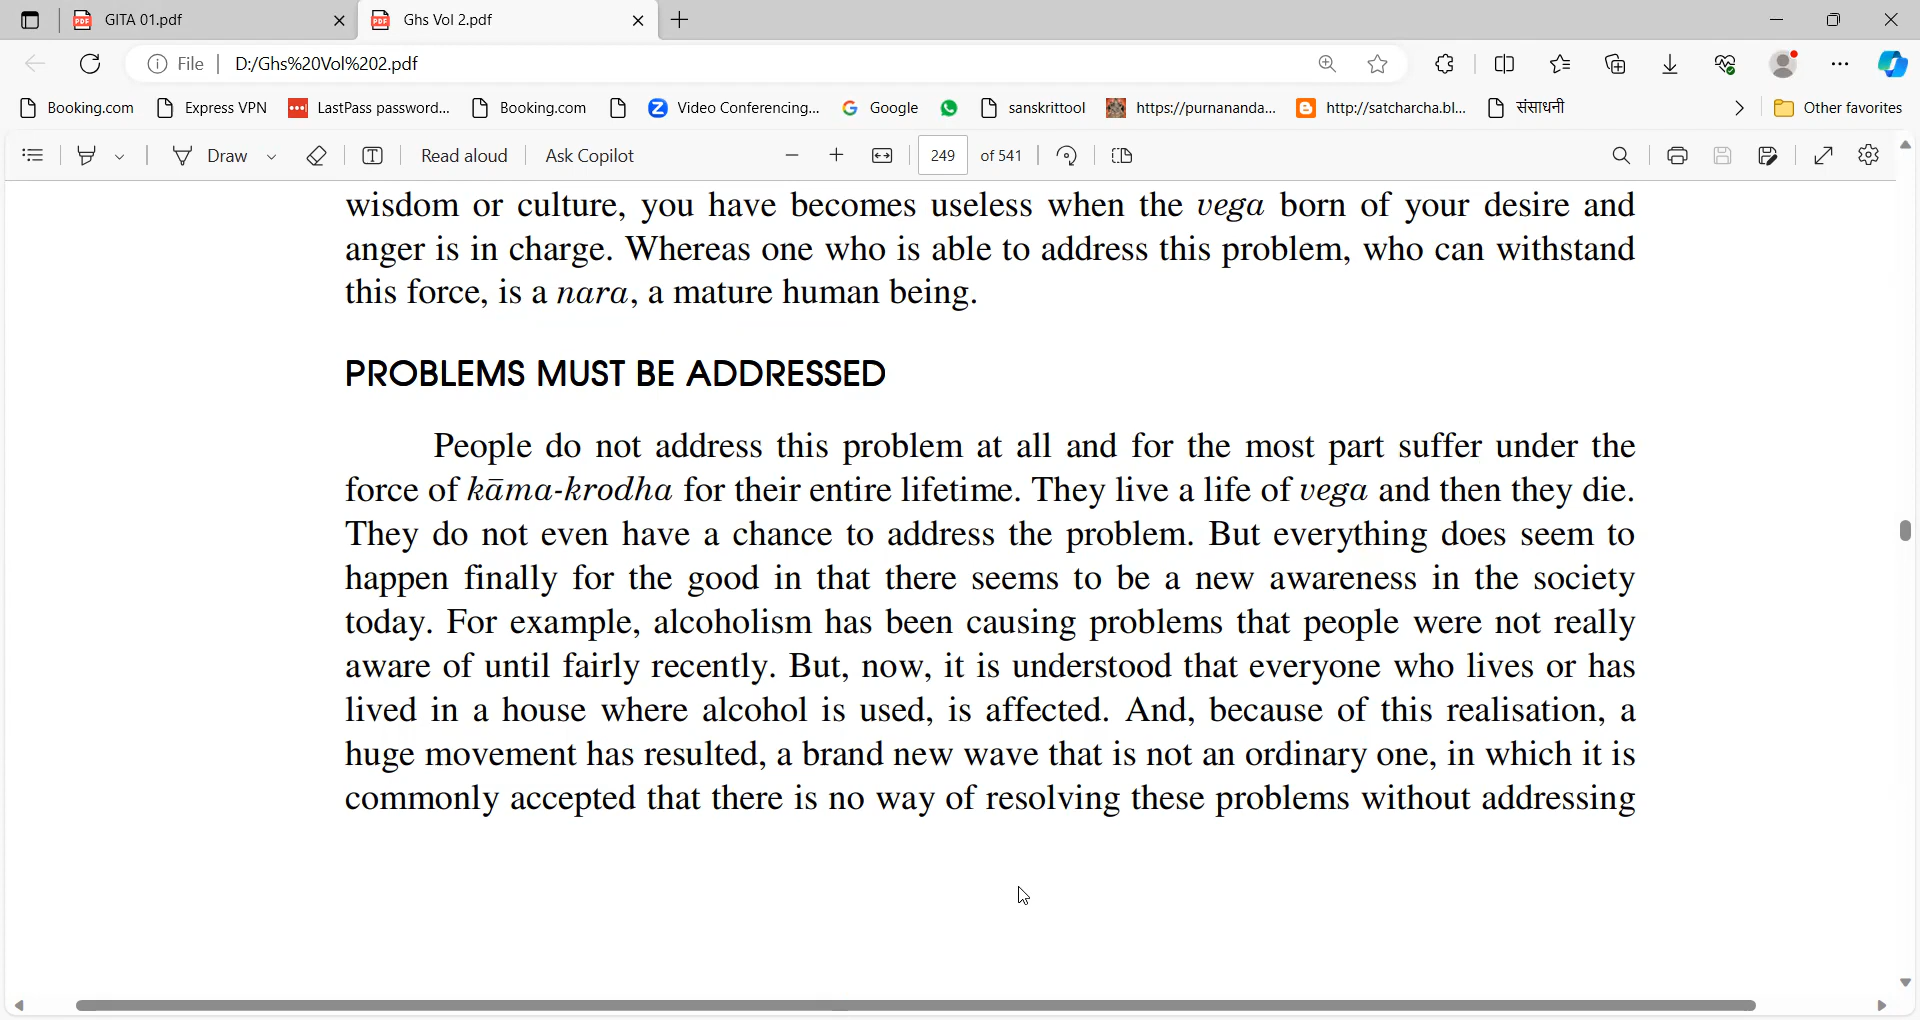 GITA 01.pdf
Ghs Vol 2.pdf
File
D:/Ghs%20Vol%202.pdf
Booking.com
Express VPN
LastPass password...
Booking.com
Video Conferencing...
Google
sanskrittool
https://purnananda...
http://satcharcha.bl...
संसाधनी
Other favorites
Draw
Read aloud
Ask Copilot
249 of 541
wisdom or culture, you have becomes useless when the vega born of your desire and
anger is in charge. Whereas one who is able to address this problem, who can withstand
this force, is a nara, a mature human being.
PROBLEMS MUST BE ADDRESSED
People do not address this problem at all and for the most part suffer under the
force of kāma-krodha for their entire lifetime. They live a life of vega and then they die.
They do not even have a chance to address the problem. But everything does seem to
happen finally for the good in that there seems to be a new awareness in the society
today. For example, alcoholism has been causing problems that people were not really
aware of until fairly recently. But, now, it is understood that everyone who lives or has
lived in a house where alcohol is used, is affected. And, because of this realisation, a
huge movement has resulted, a brand new wave that is not an ordinary one, in which it is
commonly accepted that there is no way of resolving these problems without addressing